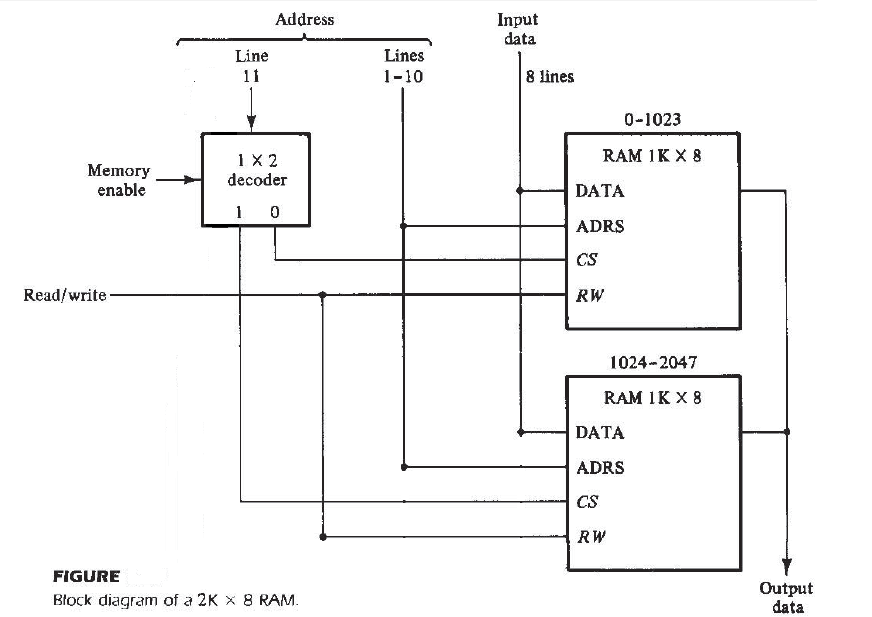 Address
Input
data
Line
11
Lines
1-10
8 lines
0-1023
Memory
enable
1 X 2
decoder
1 0
RAM 1K X 8
DATA
ADRS
CS
RW
Read/write
1024-2047
RAM 1K X 8
DATA
ADRS
CS
RW
Output
data
FIGURE
Block diagram of a 2K × 8 RAM.